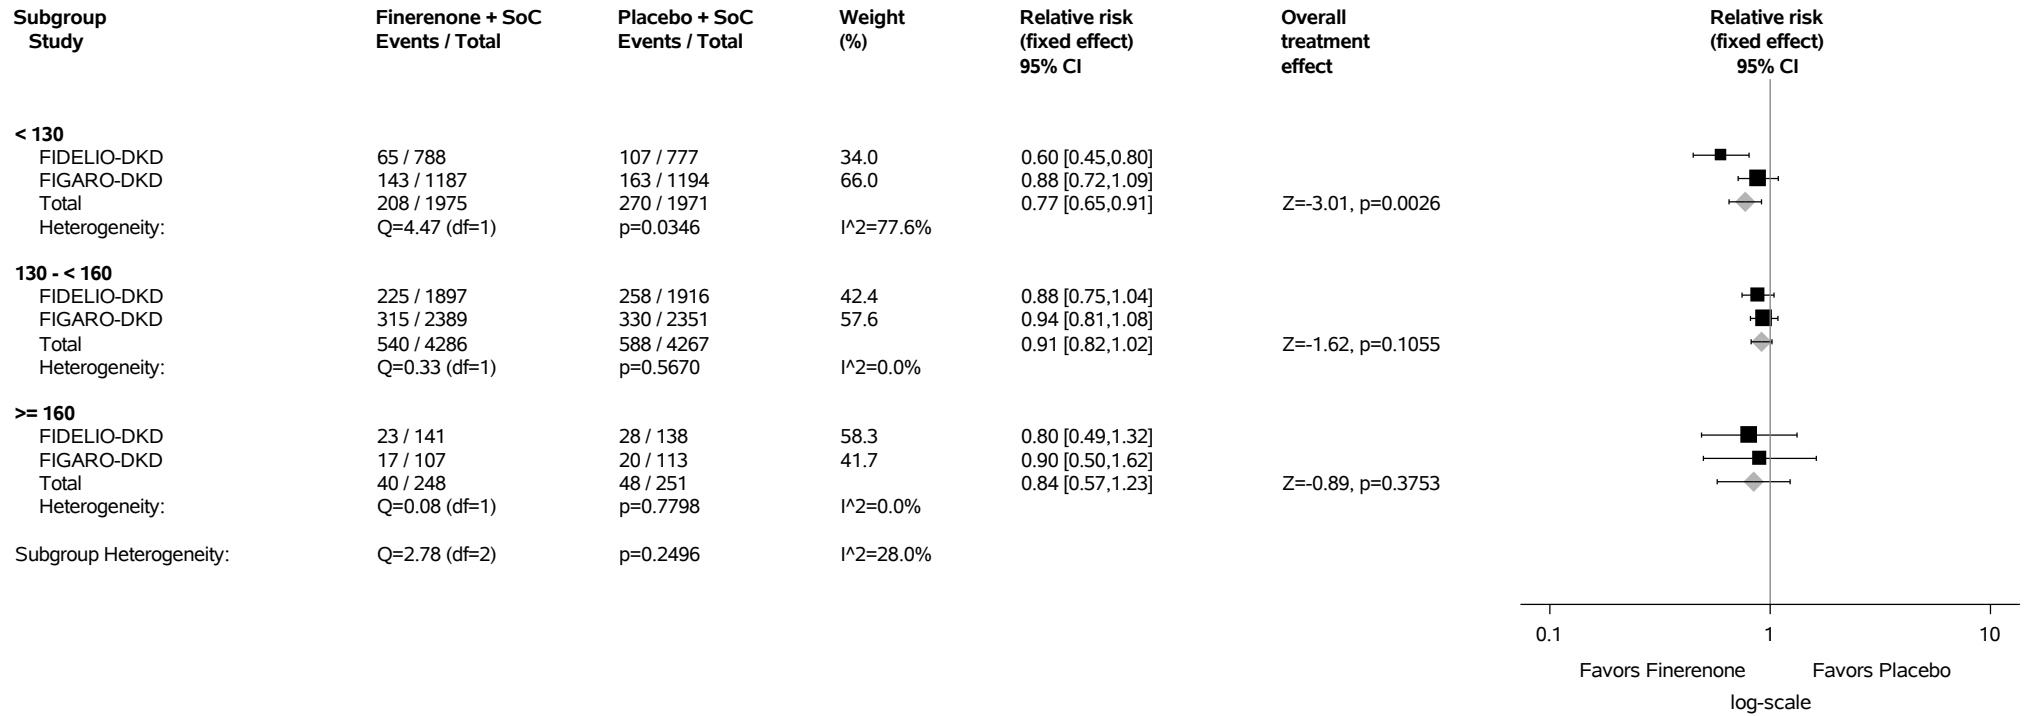 Subgroup Finerenone + SoC Placebo + SoC Weight Relative risk Overall Relative risk
Study Events / Total Events / Total (%) (fixed effect) treatment (fixed effect)
95% CI effect 95% CI
< 130
FIDELIO-DKD 65 / 788 107 / 777 34.0 0.60 [0.45,0.80]
FIGARO-DKD 143 / 1187 163 / 1194 66.0 0.88 [0.72,1.09]
Total 208 / 1975 270 / 1971 0.77 [0.65,0.91] Z=-3.01, p=0.0026
Heterogeneity: Q=4.47 (df=1) p=0.0346 I^2=77.6%
130 - < 160
FIDELIO-DKD 225 / 1897 258 / 1916 42.4 0.88 [0.75,1.04]
FIGARO-DKD 315 / 2389 330 / 2351 57.6 0.94 [0.81,1.08]
Total 540 / 4286 588 / 4267 0.91 [0.82,1.02] Z=-1.62, p=0.1055
Heterogeneity: Q=0.33 (df=1) p=0.5670 I^2=0.0%
>= 160
FIDELIO-DKD 23 / 141 28 / 138 58.3 0.80 [0.49,1.32]
FIGARO-DKD 17 / 107 20 / 113 41.7 0.90 [0.50,1.62]
Total 40 / 248 48 / 251 0.84 [0.57,1.23] Z=-0.89, p=0.3753
Heterogeneity: Q=0.08 (df=1) p=0.7798 I^2=0.0%
Subgroup Heterogeneity: Q=2.78 (df=2) p=0.2496 I^2=28.0%
0.1 1 10
Favors Finerenone Favors Placebo
log-scale